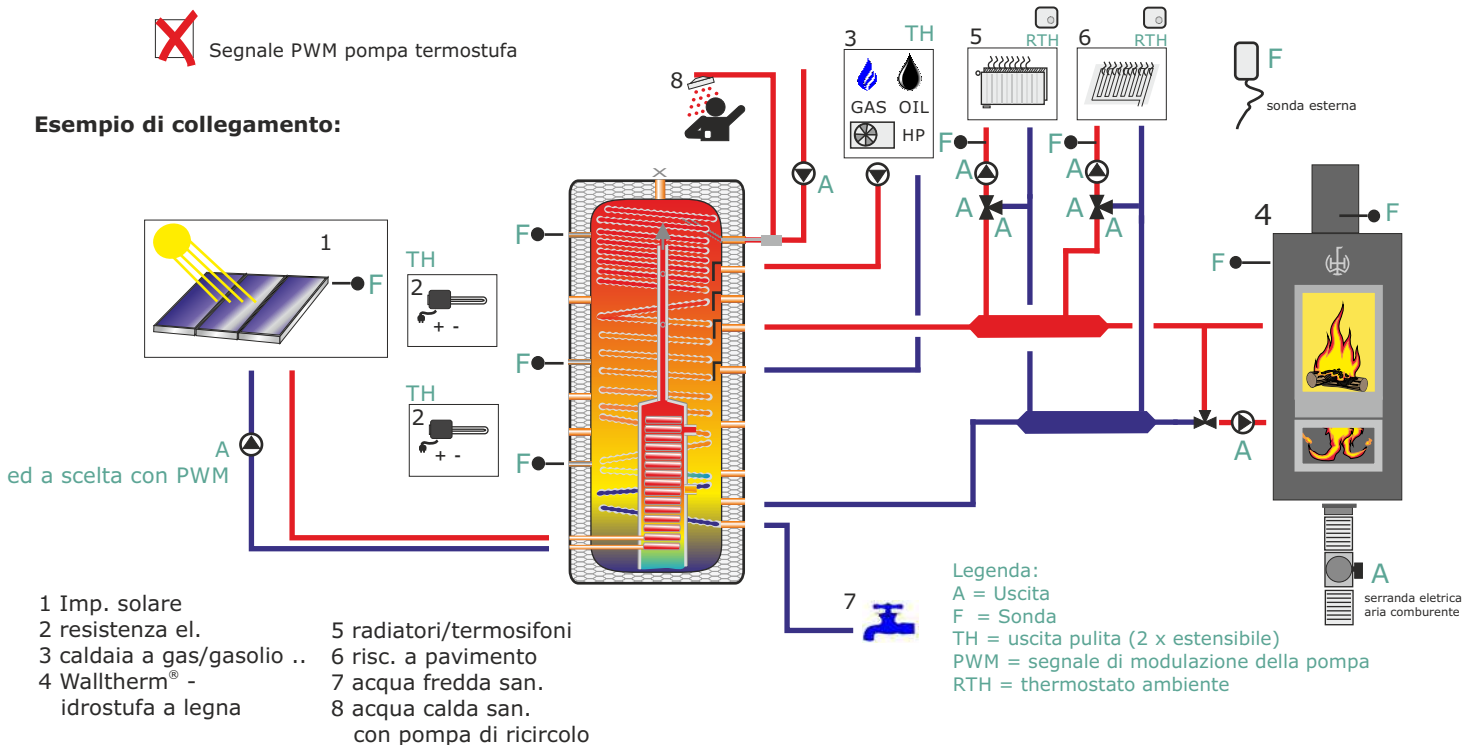 Segnale PWM pompa termostufa
Esempio di collegamento:
1
F
TH
2
+ -
TH
2
+ -
A
ed a scelta con PWM
F
F
F
8
A
3
TH
GAS OIL
HP
5
RTH
6
RTH
F
sonda esterna
F
F
A
A
A
A
A
A
4
F
F
A
A
serranda eletrica
aria comburente
7
1 Imp. solare
2 resistenza el.
3 caldaia a gas/gasolio ..
4 Walltherm® -
idrostufa a legna
5 radiatori/termosifoni
6 risc. a pavimento
7 acqua fredda san.
8 acqua calda san.
con pompa di ricircolo
Legenda:
A = Uscita
F = Sonda
TH = uscita pulita (2 x estensibile)
PWM = segnale di modulazione della pompa
RTH = thermostato ambiente